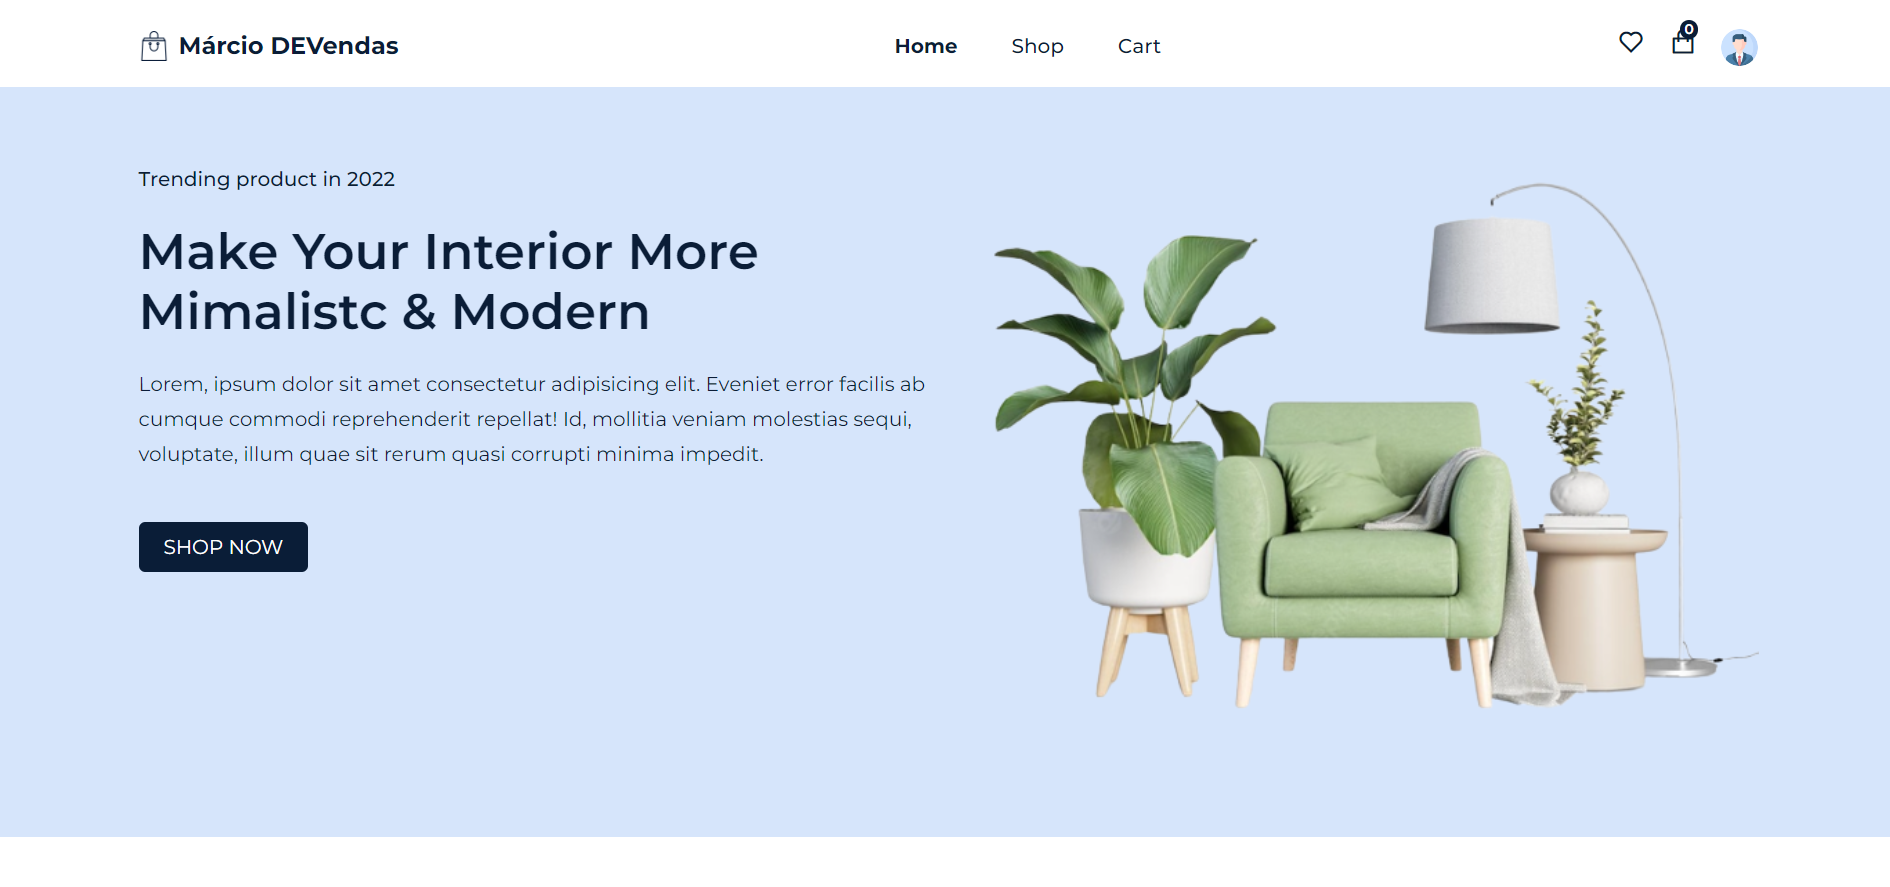 Márcio DEVendas
Home
Shop
Cart
0
Trending product in 2022
Make Your Interior More
Mimalistc & Modern
Lorem, ipsum dolor sit amet consectetur adipisicing elit. Eveniet error facilis ab
cumque commodi reprehenderit repellat! Id, mollitia veniam molestias sequi,
voluptate, illum quae sit rerum quasi corrupti minima impedit.
SHOP NOW